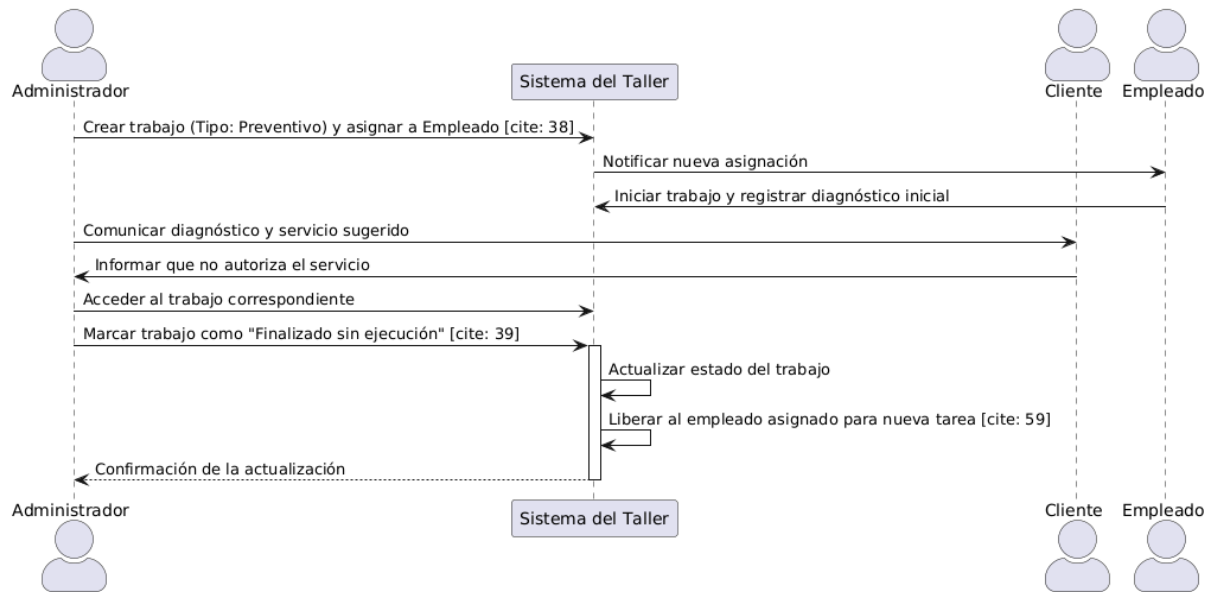 Administrador
Sistema del Taller
Cliente
Empleado
Crear trabajo (Tipo: Preventivo) y asignar a Empleado [cite: 38]
Notificar nueva asignación
Iniciar trabajo y registrar diagnóstico inicial
Comunicar diagnóstico y servicio sugerido
Informar que no autoriza el servicio
Acceder al trabajo correspondiente
Marcar trabajo como "Finalizado sin ejecución" [cite: 39]
Actualizar estado del trabajo
Liberar al empleado asignado para nueva tarea [cite: 59]
Confirmación de la actualización
Administrador
Sistema del Taller
Cliente
Empleado